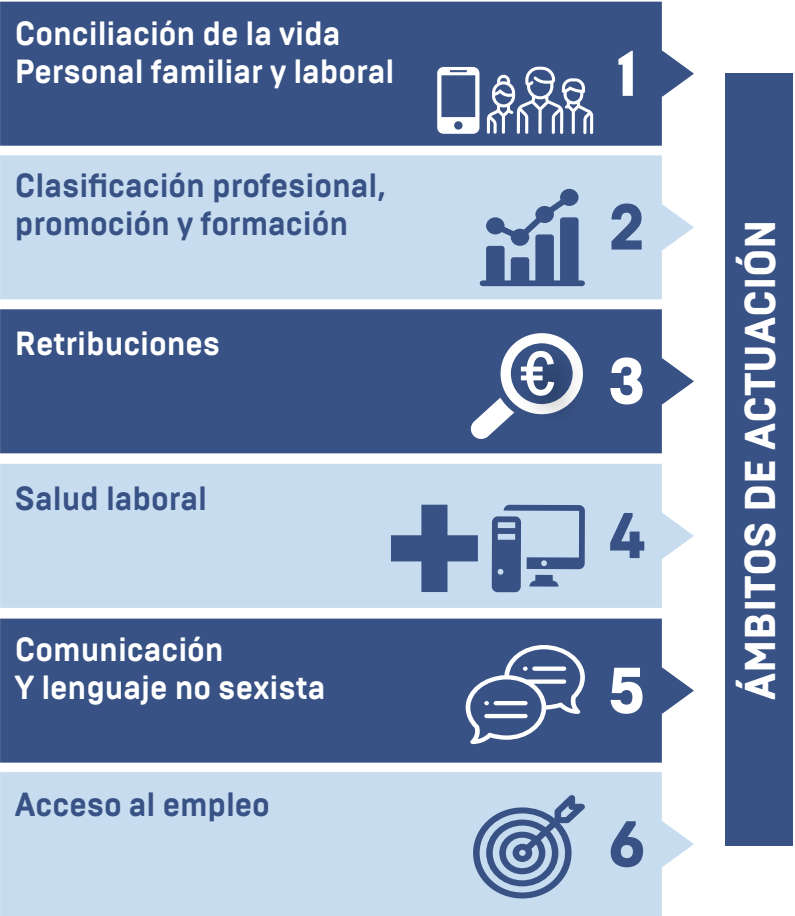 Conciliación de la vida
Personal familiar y laboral
1
Clasificación profesional,
promoción y formación
2
Retribuciones
€
3
Salud laboral
4
Comunicación
Y lenguaje no sexista
5
Acceso al empleo
6
ÁMBITOS DE ACTUACIÓN